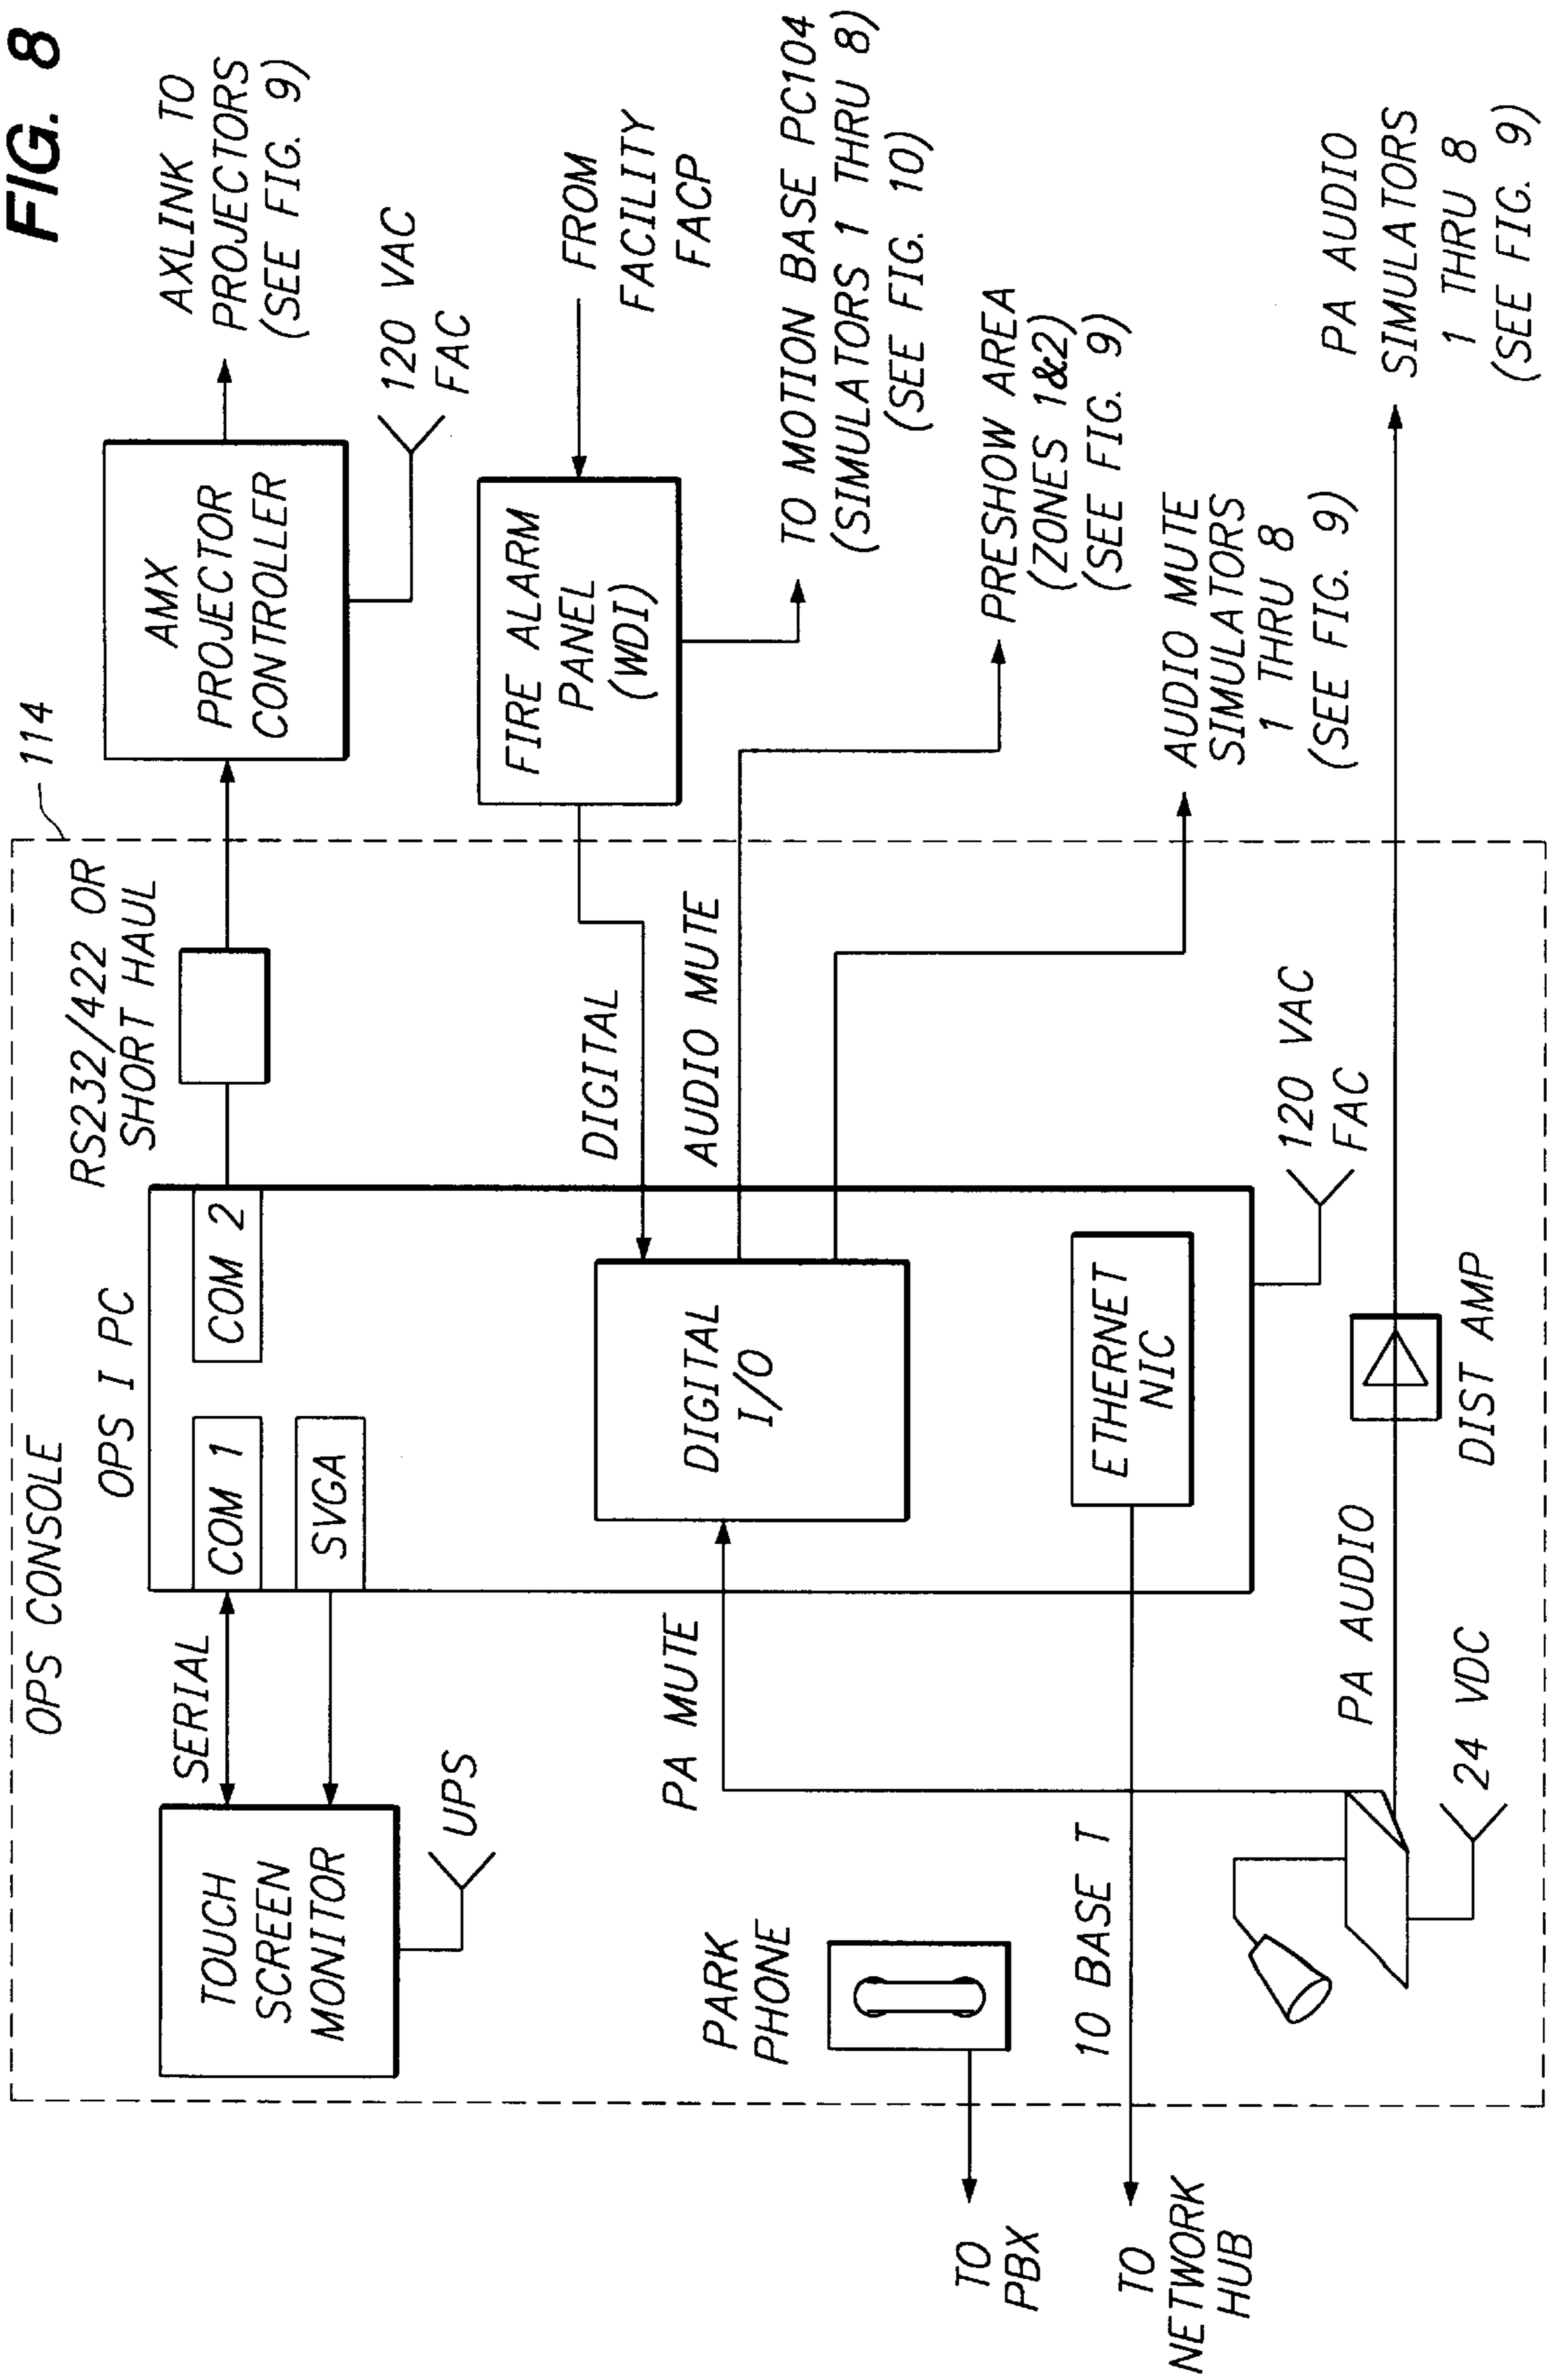 FIG. 8
OPS CONSOLE
114
RS232/422 OR
SHORT HAUL
AXLINK TO
PROJECTORS
(SEE FIG. 9)
OPS I PC
SERIAL
COM 1
COM 2
AMX
PROJECTOR
CONTROLLER
TOUCH
SCREEN
MONITOR
SVGA
120 VAC
FAC
UPS
DIGITAL
FIRE ALARM
PANEL
(WDI)
FROM
FACILITY
FACP
PA MUTE
DIGITAL
I/O
AUDIO MUTE
TO MOTION BASE PC104
(SIMULATORS 1 THRU 8)
(SEE FIG. 10)
PARK
PHONE
TO
PBX
PRESHOW AREA
(ZONES 1&2)
(SEE FIG. 9)
10 BASE T
TO
NETWORK
HUB
ETHERNET
NIC
AUDIO MUTE
SIMULATORS
1 THRU 8
(SEE FIG. 9)
120 VAC
FAC
PA AUDIO
DIST AMP
24 VDC
PA AUDIO
SIMULATORS
1 THRU 8
(SEE FIG. 9)